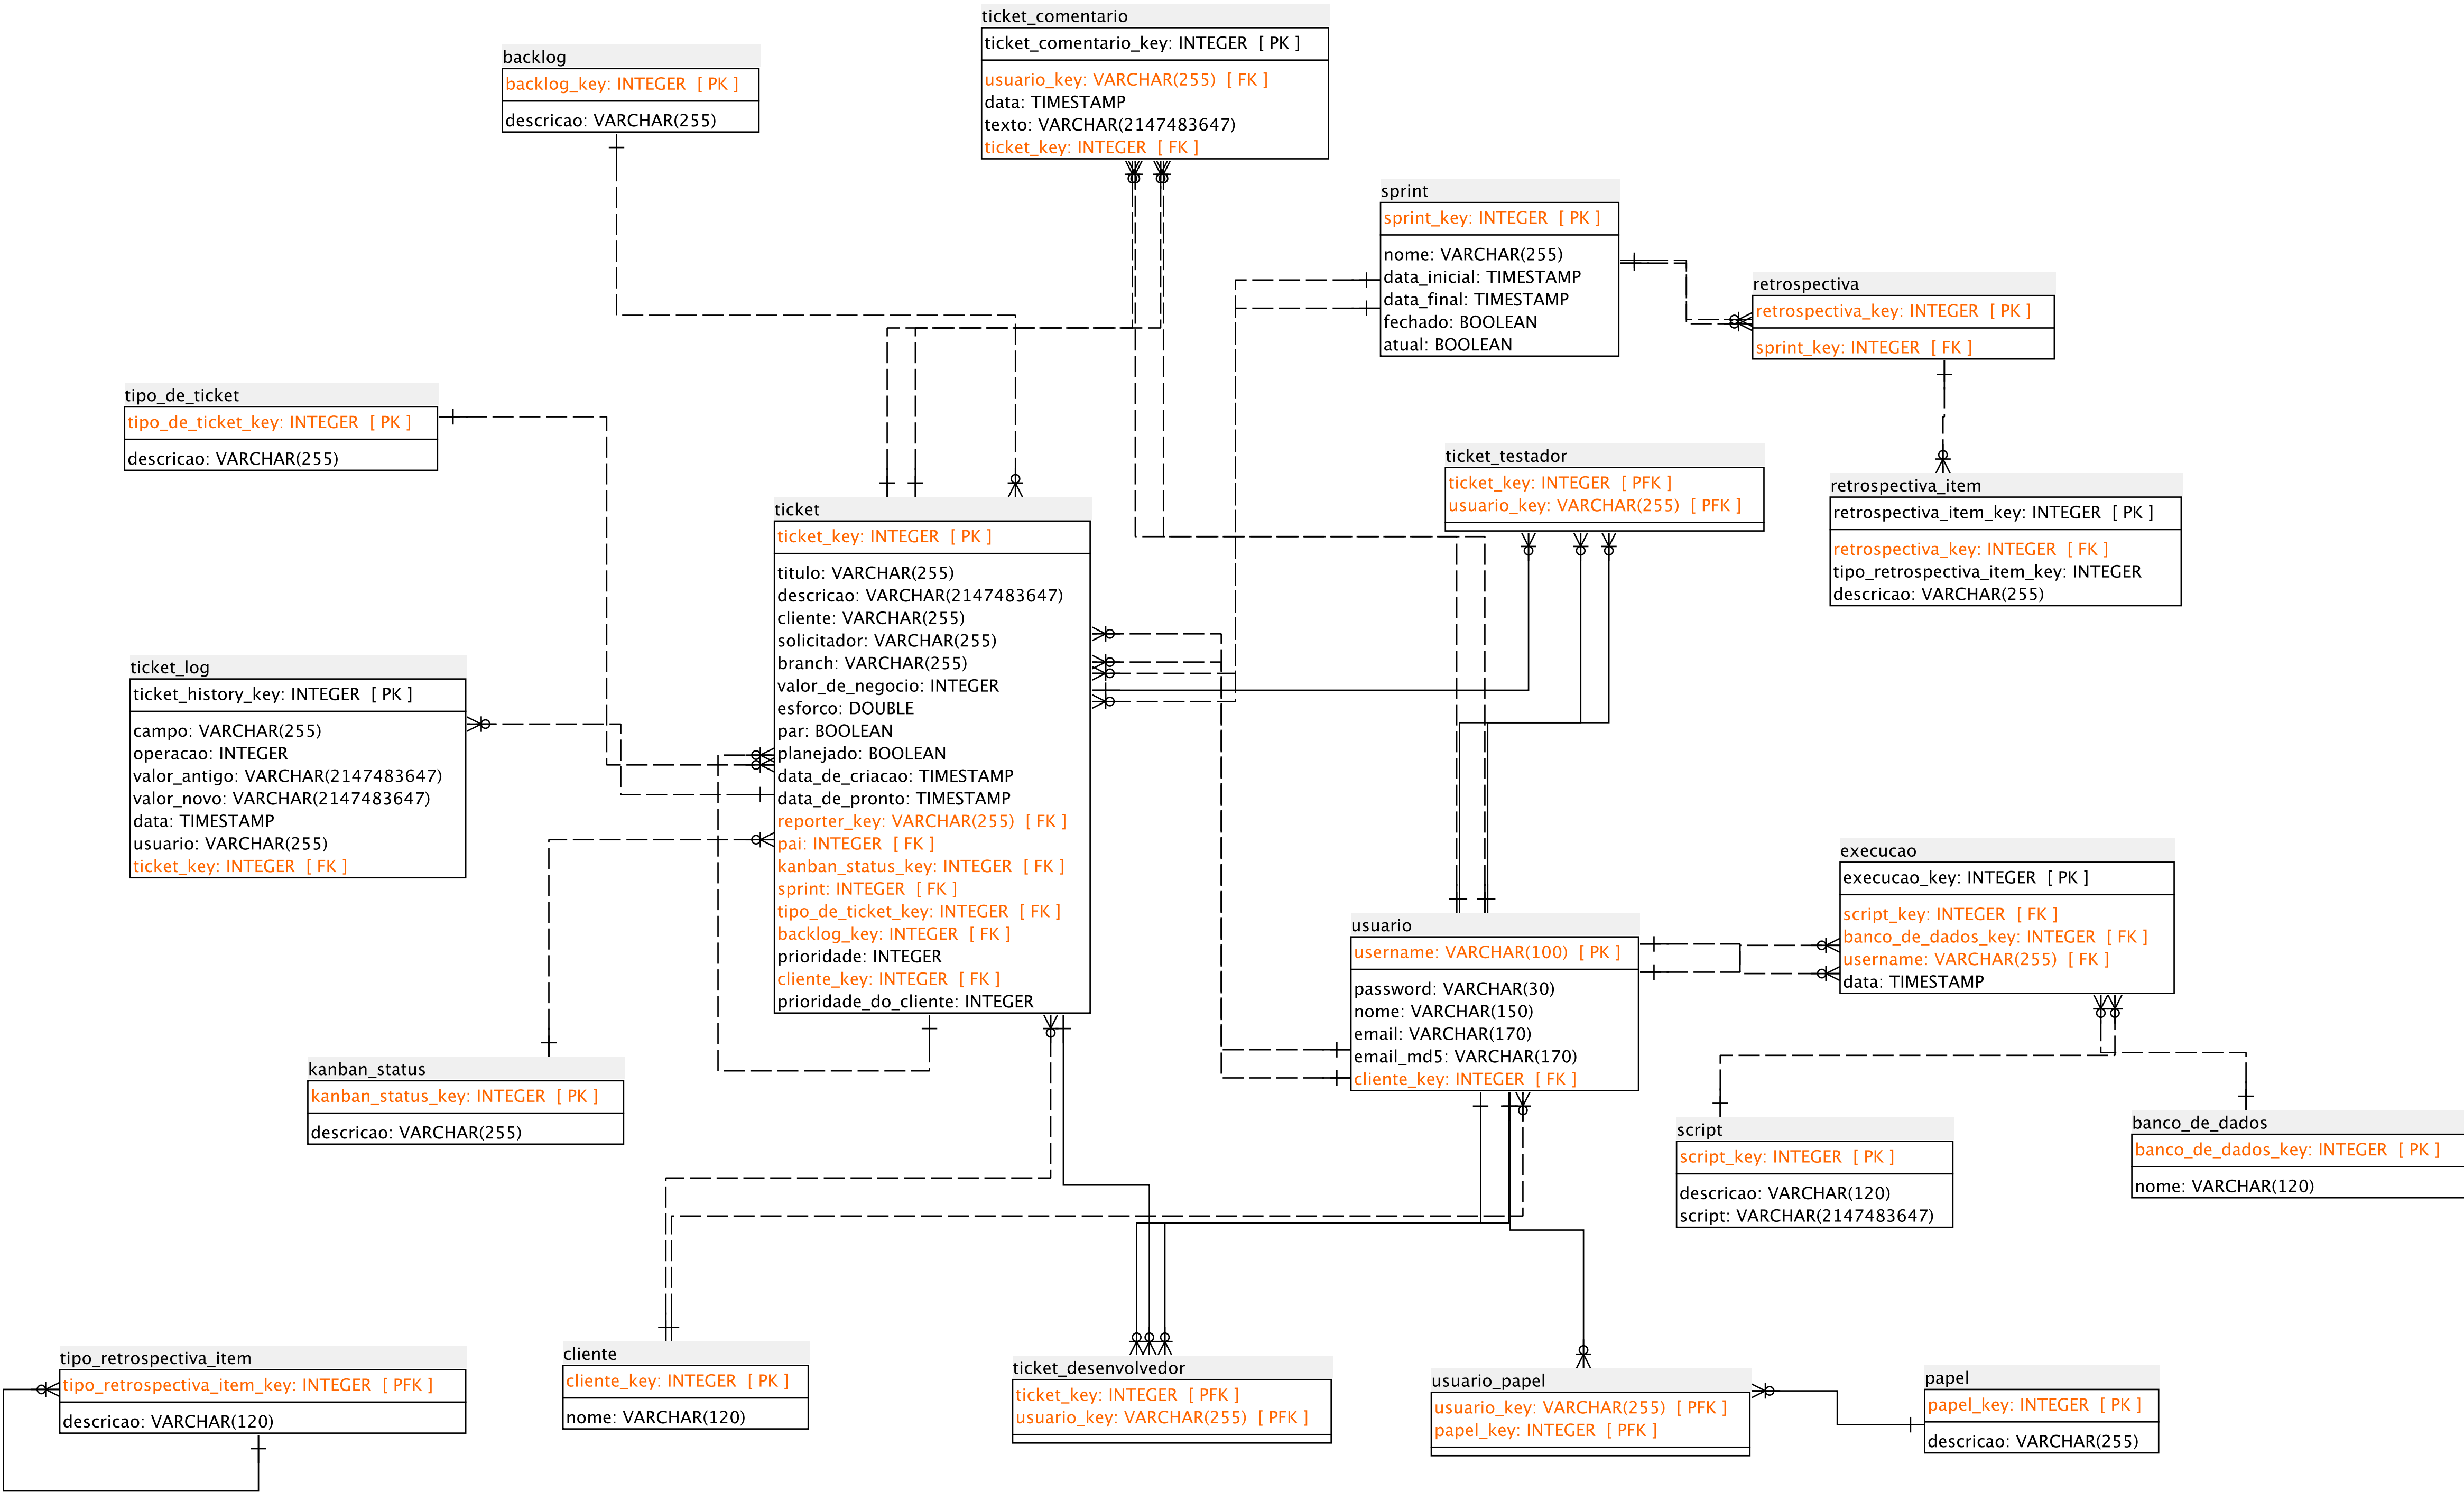 ticket_comentario
ticket_comentario_key: INTEGER [ PK ]
usuario_key: VARCHAR(255) [ FK ]
data: TIMESTAMP
texto: VARCHAR(2147483647)
ticket_key: INTEGER [ FK ]
backlog
backlog_key: INTEGER [ PK ]
descricao: VARCHAR(255)
sprint
sprint_key: INTEGER [ PK ]
nome: VARCHAR(255)
data_inicial: TIMESTAMP
data_final: TIMESTAMP
fechado: BOOLEAN
atual: BOOLEAN
retrospectiva
retrospectiva_key: INTEGER [ PK ]
sprint_key: INTEGER [ FK ]
tipo_de_ticket
tipo_de_ticket_key: INTEGER [ PK ]
descricao: VARCHAR(255)
ticket_testador
ticket_key: INTEGER [ PFK ]
usuario_key: VARCHAR(255) [ PFK ]
retrospectiva_item
retrospectiva_item_key: INTEGER [ PK ]
retrospectiva_key: INTEGER [ FK ]
tipo_retrospectiva_item_key: INTEGER
descricao: VARCHAR(255)
ticket
ticket_key: INTEGER [ PK ]
titulo: VARCHAR(255)
descricao: VARCHAR(2147483647)
cliente: VARCHAR(255)
solicitador: VARCHAR(255)
branch: VARCHAR(255)
valor_de_negocio: INTEGER
esforco: DOUBLE
par: BOOLEAN
planejado: BOOLEAN
data_de_criacao: TIMESTAMP
data_de_pronto: TIMESTAMP
reporter_key: VARCHAR(255) [ FK ]
pai: INTEGER [ FK ]
kanban_status_key: INTEGER [ FK ]
sprint: INTEGER [ FK ]
tipo_de_ticket_key: INTEGER [ FK ]
backlog_key: INTEGER [ FK ]
prioridade: INTEGER
cliente_key: INTEGER [ FK ]
prioridade_do_cliente: INTEGER
ticket_log
ticket_history_key: INTEGER [ PK ]
campo: VARCHAR(255)
operacao: INTEGER
valor_antigo: VARCHAR(2147483647)
valor_novo: VARCHAR(2147483647)
data: TIMESTAMP
usuario: VARCHAR(255)
ticket_key: INTEGER [ FK ]
execucao
execucao_key: INTEGER [ PK ]
script_key: INTEGER [ FK ]
banco_de_dados_key: INTEGER [ FK ]
username: VARCHAR(255) [ FK ]
data: TIMESTAMP
usuario
username: VARCHAR(100) [ PK ]
password: VARCHAR(30)
nome: VARCHAR(150)
email: VARCHAR(170)
email_md5: VARCHAR(170)
cliente_key: INTEGER [ FK ]
kanban_status
kanban_status_key: INTEGER [ PK ]
descricao: VARCHAR(255)
script
script_key: INTEGER [ PK ]
descricao: VARCHAR(120)
script: VARCHAR(2147483647)
banco_de_dados
banco_de_dados_key: INTEGER [ PK ]
nome: VARCHAR(120)
tipo_retrospectiva_item
tipo_retrospectiva_item_key: INTEGER [ PFK ]
descricao: VARCHAR(120)
cliente
cliente_key: INTEGER [ PK ]
nome: VARCHAR(120)
ticket_desenvolvedor
ticket_key: INTEGER [ PFK ]
usuario_key: VARCHAR(255) [ PFK ]
usuario_papel
usuario_key: VARCHAR(255) [ PFK ]
papel_key: INTEGER [ PFK ]
papel
papel_key: INTEGER [ PK ]
descricao: VARCHAR(255)